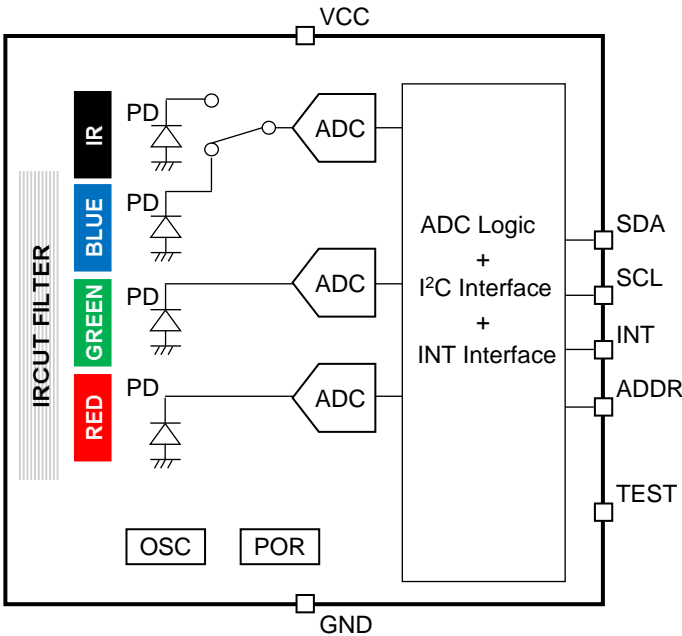 VCC
IR
PD
ADC
BLUE
PD
ADC Logic
+
I²C Interface
+
INT Interface
SDA
SCL
INT
ADDR
TEST
IRCUT FILTER
GREEN
PD
ADC
RED
PD
ADC
OSC
POR
GND